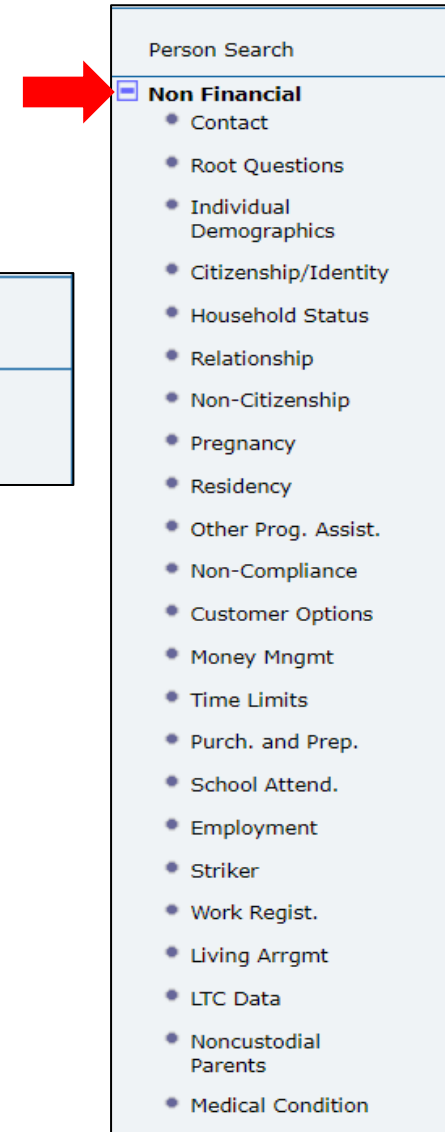 Person Search
Non Financial
Contact
Root Questions
Individual
Demographics
Citizenship/Identity
Household Status
Relationship
Non-Citizenship
Pregnancy
Residency
Other Prog. Assist.
Non-Compliance
Customer Options
Money Mngmt
Time Limits
Purch. and Prep.
School Attend.
Employment
Striker
Work Regist.
Living Arrgmt
LTC Data
Noncustodial
Parents
Medical Condition